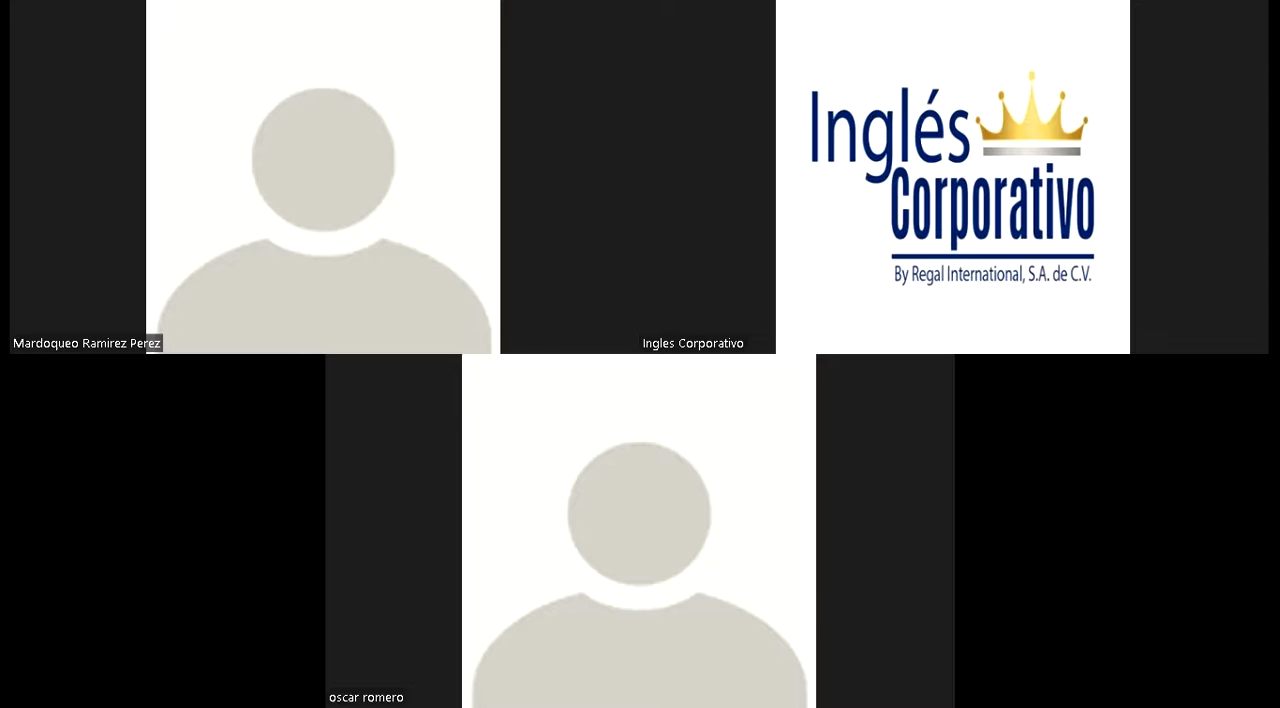 Inglés
Corporativo
By Regal International, S.A. de C.V.
Mardoqueo Ramirez Perez
Ingles Corporativo
oscar romero